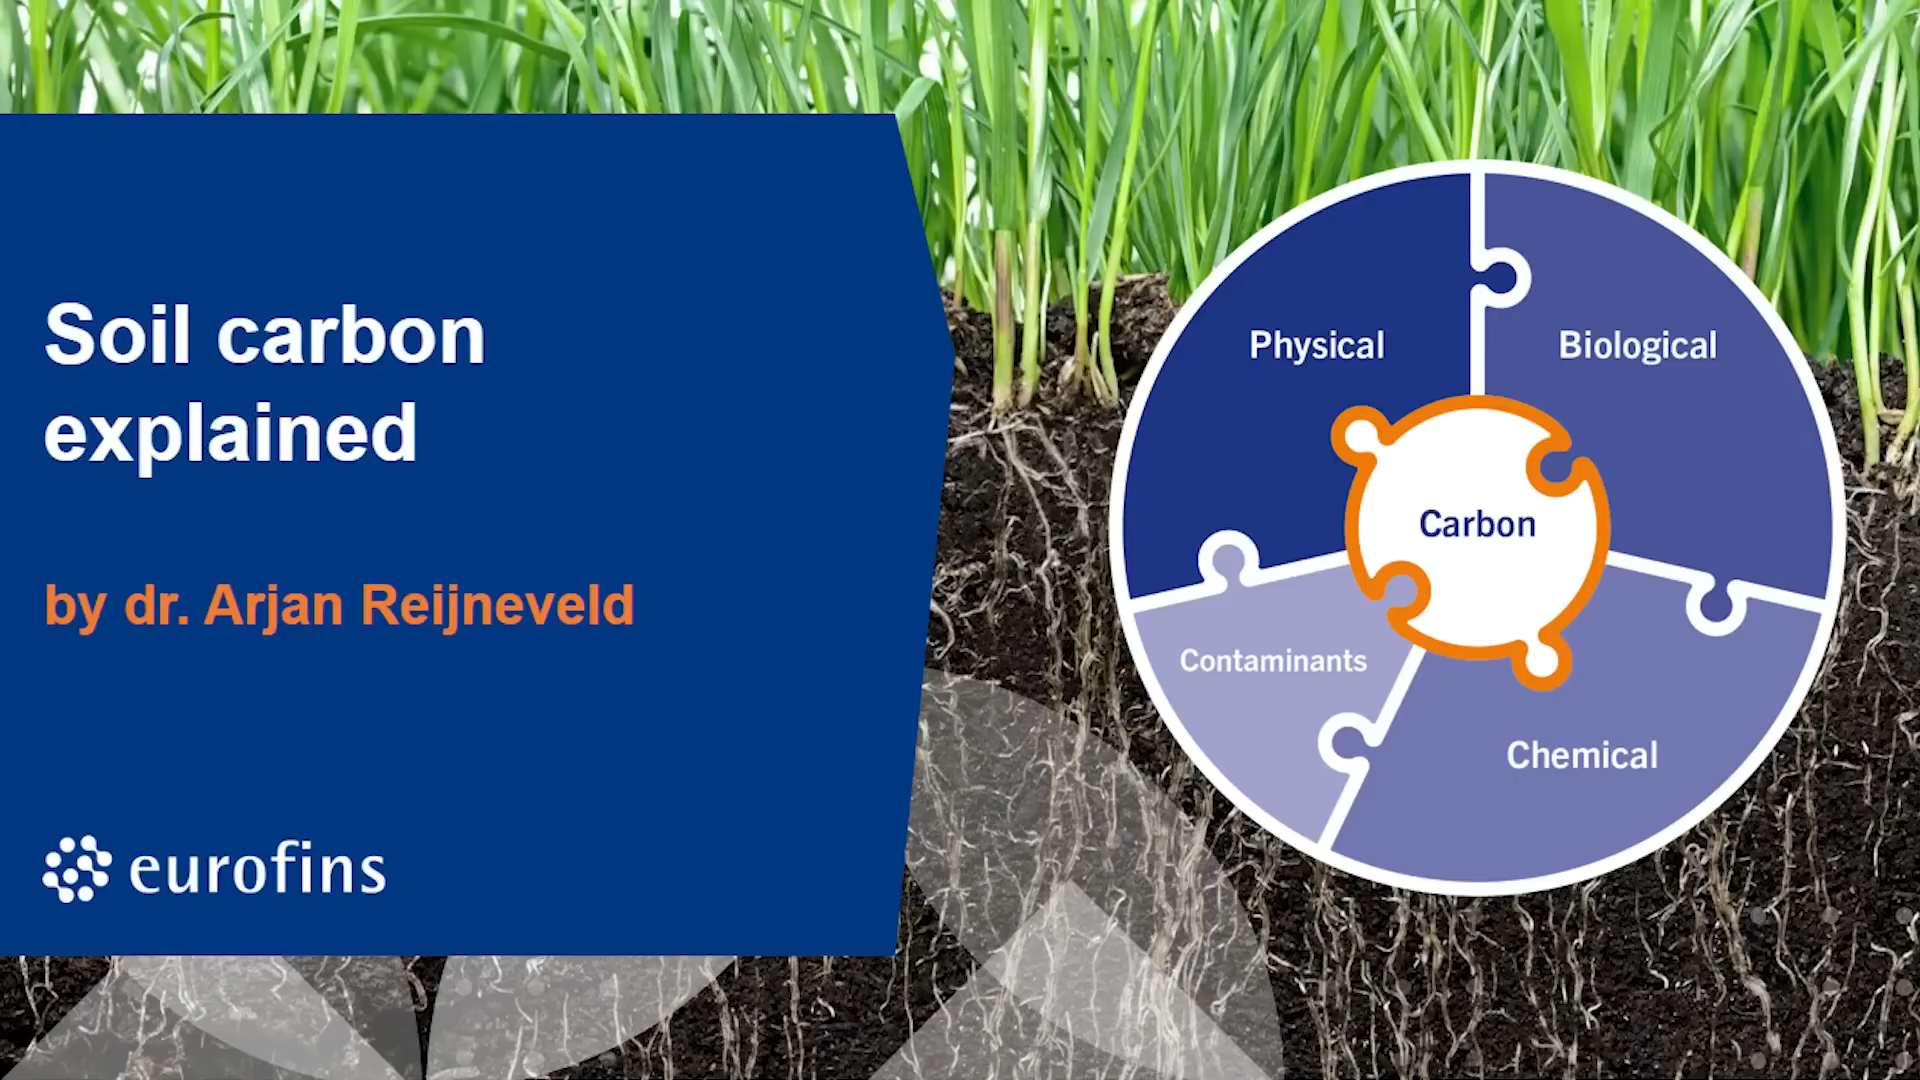 Soil carbon
explained
by dr. Arjan Reijneveld
eurofins
Physical
Biological
Carbon
Contaminants
Chemical